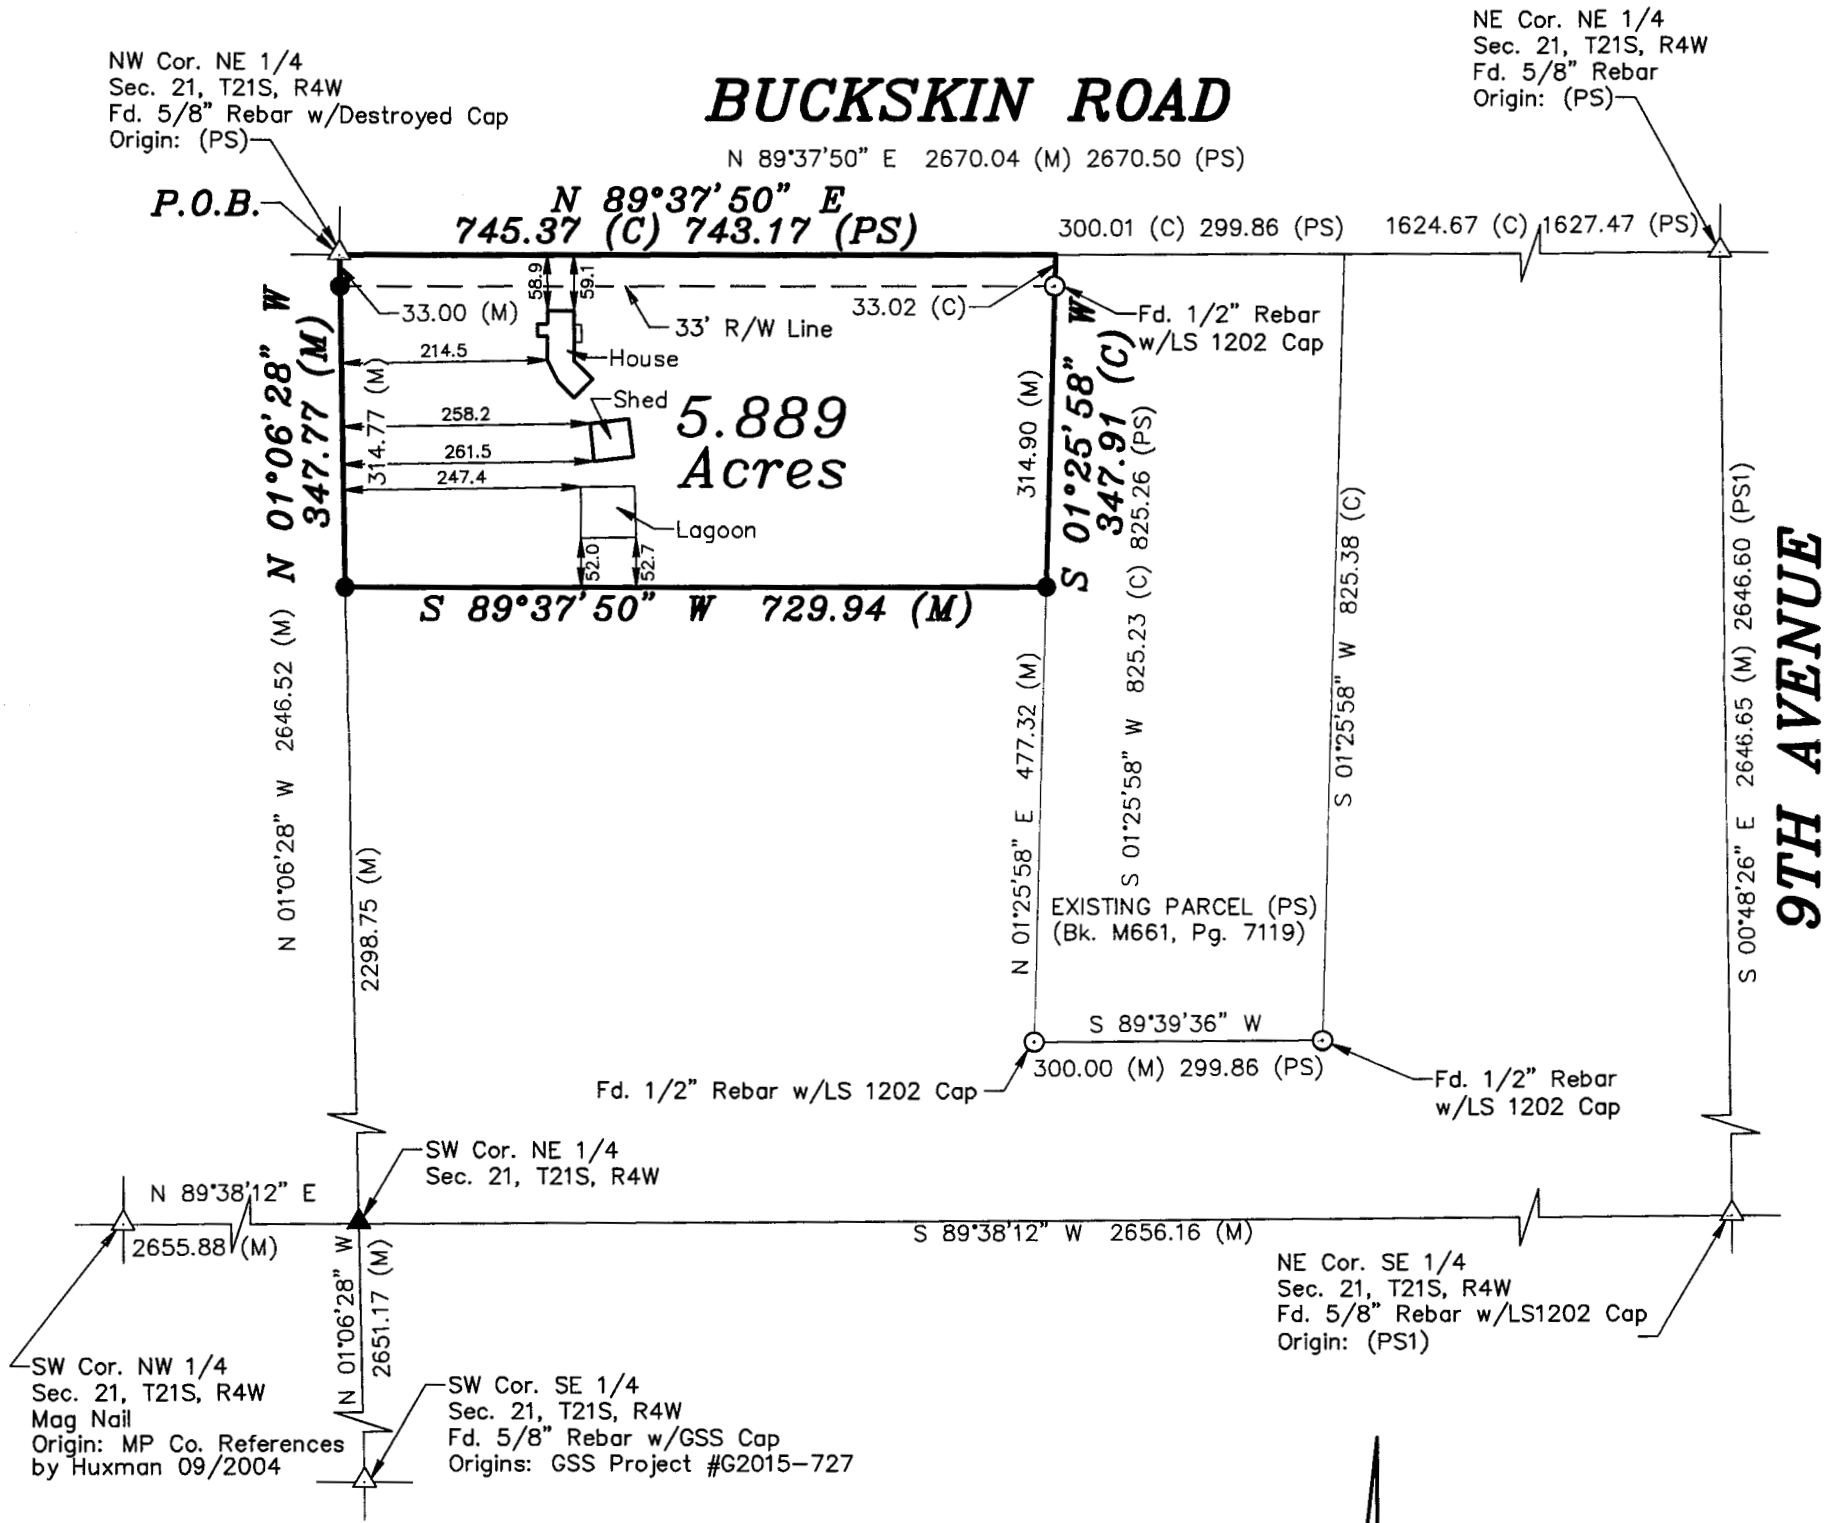 NW Cor. NE 1/4
Sec. 21, T21S, R4W
Fd. 5/8" Rebar w/Destroyed Cap
Origin: (PS)
P.O.B.
BUCKSKIN ROAD
N 89°37'50" E 2670.04 (M) 2670.50 (PS)
NE Cor. NE 1/4
Sec. 21, T21S, R4W
Fd. 5/8" Rebar
Origin: (PS)
N 89°37'50" E
745.37 (C) 743.17 (PS)
300.01 (C) 299.86 (PS)
1624.67 (C) 1627.47 (PS)
58.9
59.1
33.00 (M)
33' R/W Line
33.02 (C)
Fd. 1/2" Rebar
w/LS 1202 Cap
214.5
House
Shed
258.2
261.5
247.4
5.889
Acres
Lagoon
52.0
52.7
N 01°06'28" W
347.77 (M)
314.77 (M)
314.90 (M)
S 01°25'58" W
347.91 (C)
S 89°37'50" W 729.94 (M)
S 01°25'58" W 825.23 (C) 825.26 (PS)
S 01°25'58" W 825.38 (C)
S 00°48'26" E 2646.65 (M) 2646.60 (PS1)
9TH AVENUE
N 01°06'28" W 2646.52 (M)
2298.75 (M)
N 01°25'58" E 477.32 (M)
EXISTING PARCEL (PS)
(Bk. M661, Pg. 7119)
S 89°39'36" W
300.00 (M) 299.86 (PS)
Fd. 1/2" Rebar w/LS 1202 Cap
Fd. 1/2" Rebar
w/LS 1202 Cap
SW Cor. NE 1/4
Sec. 21, T21S, R4W
N 89°38'12" E
2655.88 (M)
S 89°38'12" W 2656.16 (M)
N 01°06'28" W
2651.17 (M)
NE Cor. SE 1/4
Sec. 21, T21S, R4W
Fd. 5/8" Rebar w/LS1202 Cap
Origin: (PS1)
SW Cor. NW 1/4
Sec. 21, T21S, R4W
Mag Nail
Origin: MP Co. References
by Huxman 09/2004
SW Cor. SE 1/4
Sec. 21, T21S, R4W
Fd. 5/8" Rebar w/GSS Cap
Origins: GSS Project #G2015-727